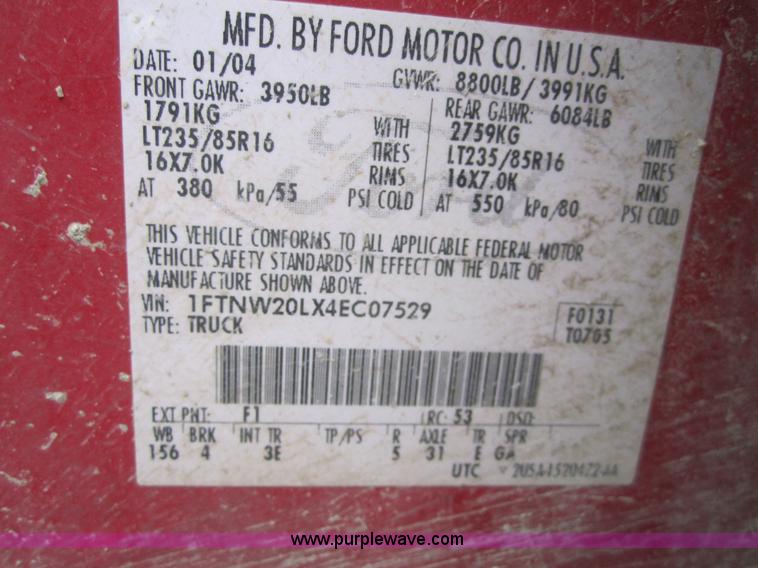 MFD. BY FORD MOTOR CO. IN U.S.A.
DATE: 01/04 GVWR: 8800LB/3991KG
FRONT GAWR: 3950LB REAR GAWR: 6084LB
1791KG WITH 2759KG WITH
LT235/85R16 TIRES LT235/85R16 TIRES
16X7.0K RIMS 16X7.0K RIMS
AT 380 kPa/55 PSI COLD AT 550 kPa/80 PSI COLD
Ford
THIS VEHICLE CONFORMS TO ALL APPLICABLE FEDERAL MOTOR
VEHICLE SAFETY STANDARDS IN EFFECT ON THE DATE OF
MANUFACTURE SHOWN ABOVE.
VIN: 1FTNW20LX4EC07529 F0131
TYPE: TRUCK T0765
EXT PNT: F1 RC: 53 DSO:
WB BRK INT TR TP/PS R AXLE TR SPR
156 4 3E 5 31 E GA
UTC
www.purplewave.com